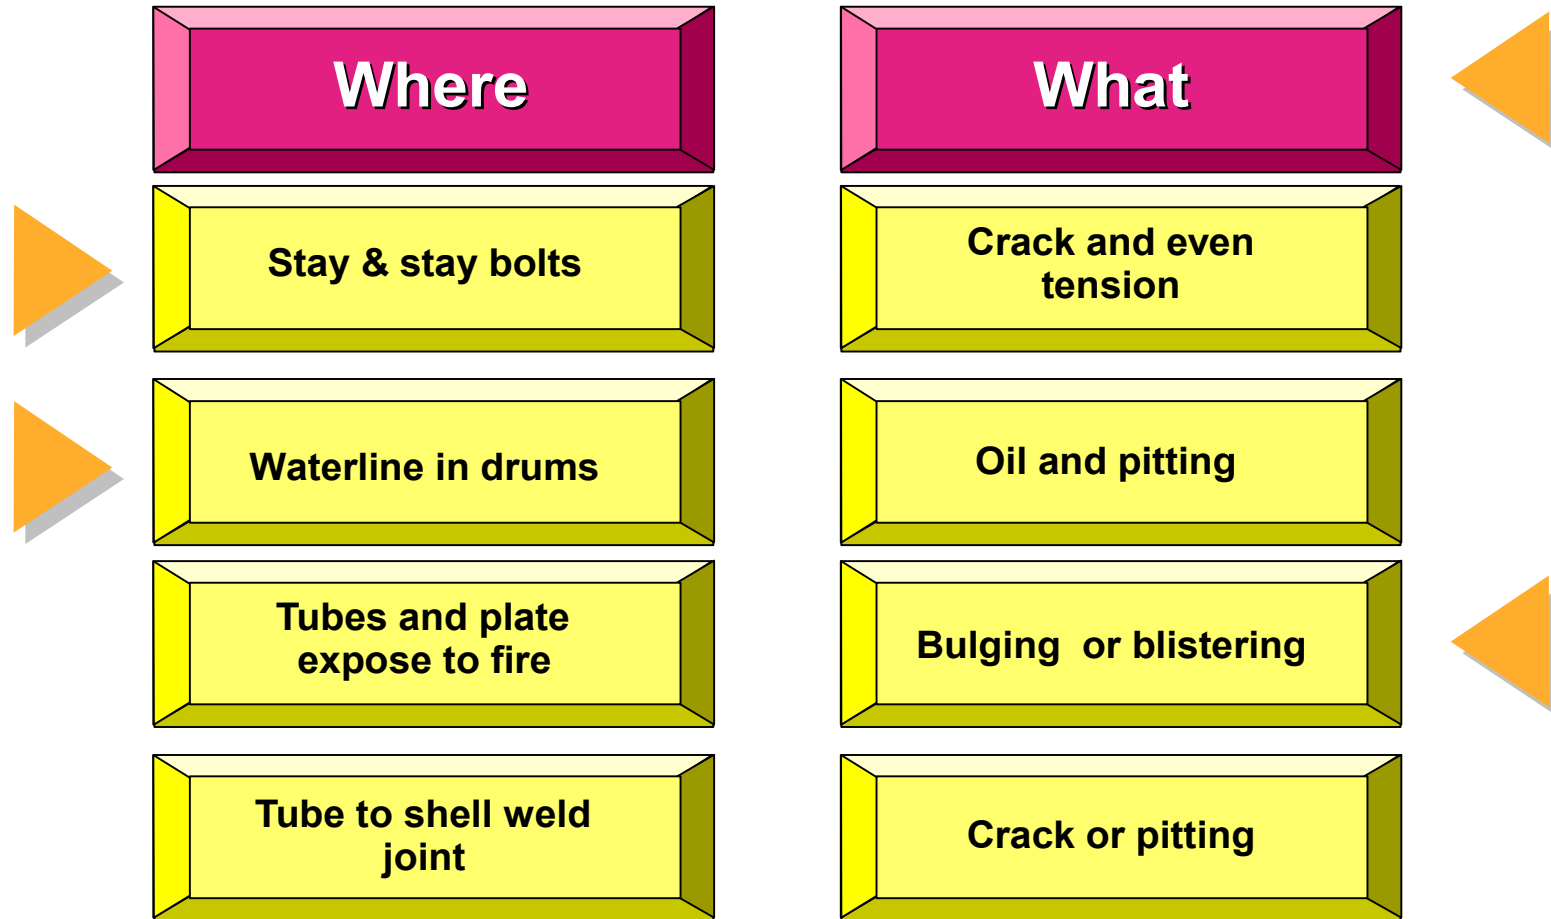 Where
What
Stay & stay bolts
Crack and even
tension
Waterline in drums
Oil and pitting
Tubes and plate
expose to fire
Bulging  or blistering
Tube to shell weld
joint
Crack or pitting